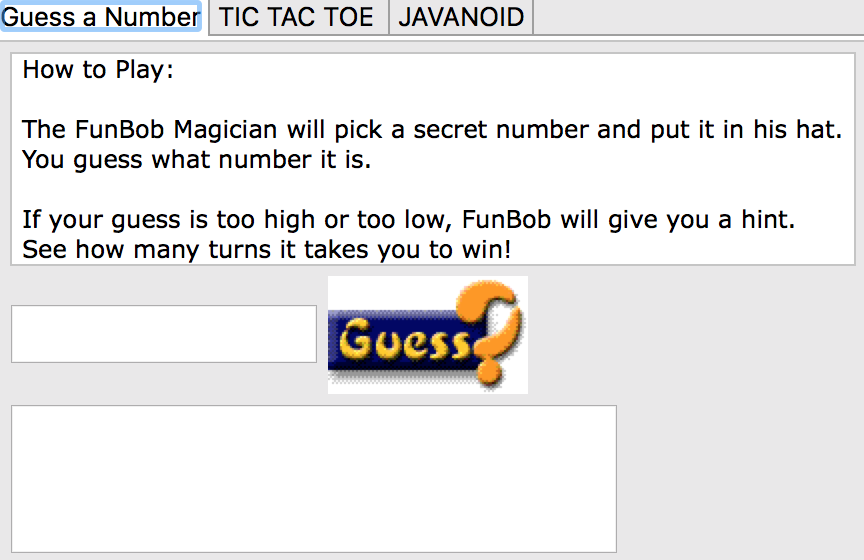 Guess a Number TIC TAC TOE JAVANOID
How to Play:
The FunBob Magician will pick a secret number and put it in his hat.
You guess what number it is.
If your guess is too high or too low, FunBob will give you a hint.
See how many turns it takes you to win!
Guess?